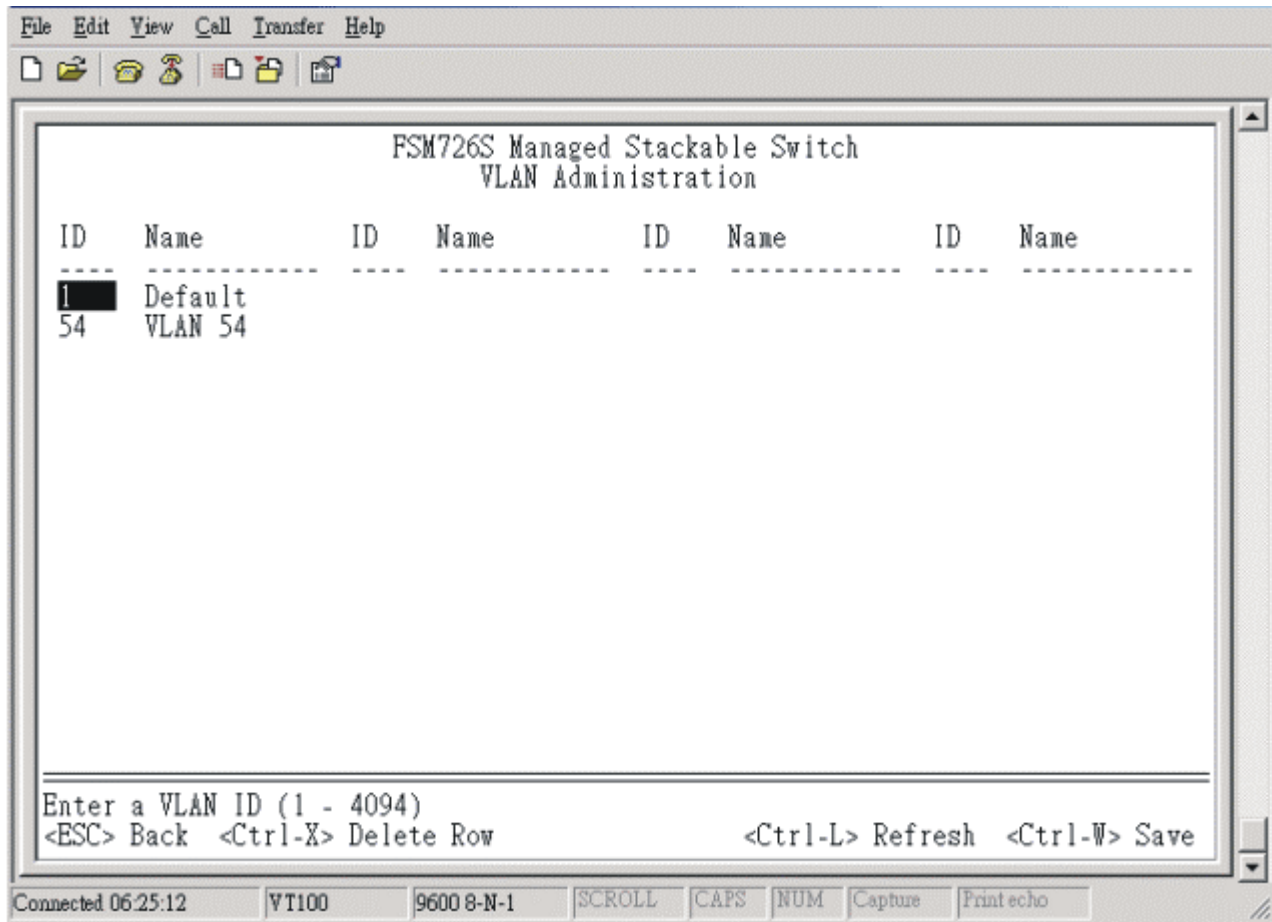 File Edit View Call Transfer Help
FSM726S Managed Stackable Switch
VLAN Administration
ID Name ID Name ID Name ID Name
---- ------------ ---- ------------ ---- ------------ ---- ------------
1 Default
54 VLAN 54
Enter a VLAN ID (1 - 4094)
<ESC> Back <Ctrl-X> Delete Row <Ctrl-L> Refresh <Ctrl-W> Save
Connected 06:25:12 VT100 9600 8-N-1 SCROLL CAPS NUM Capture Print echo